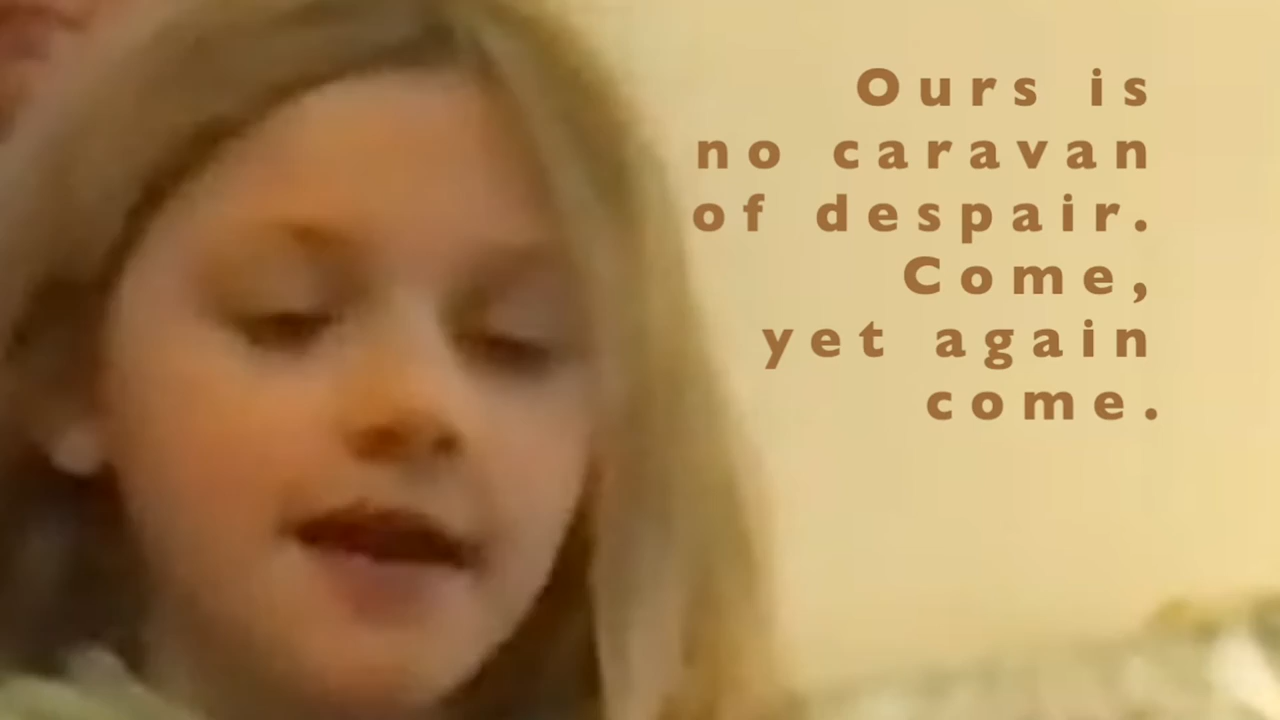 Ours is
no caravan
of despair.
Come,
yet again
come.